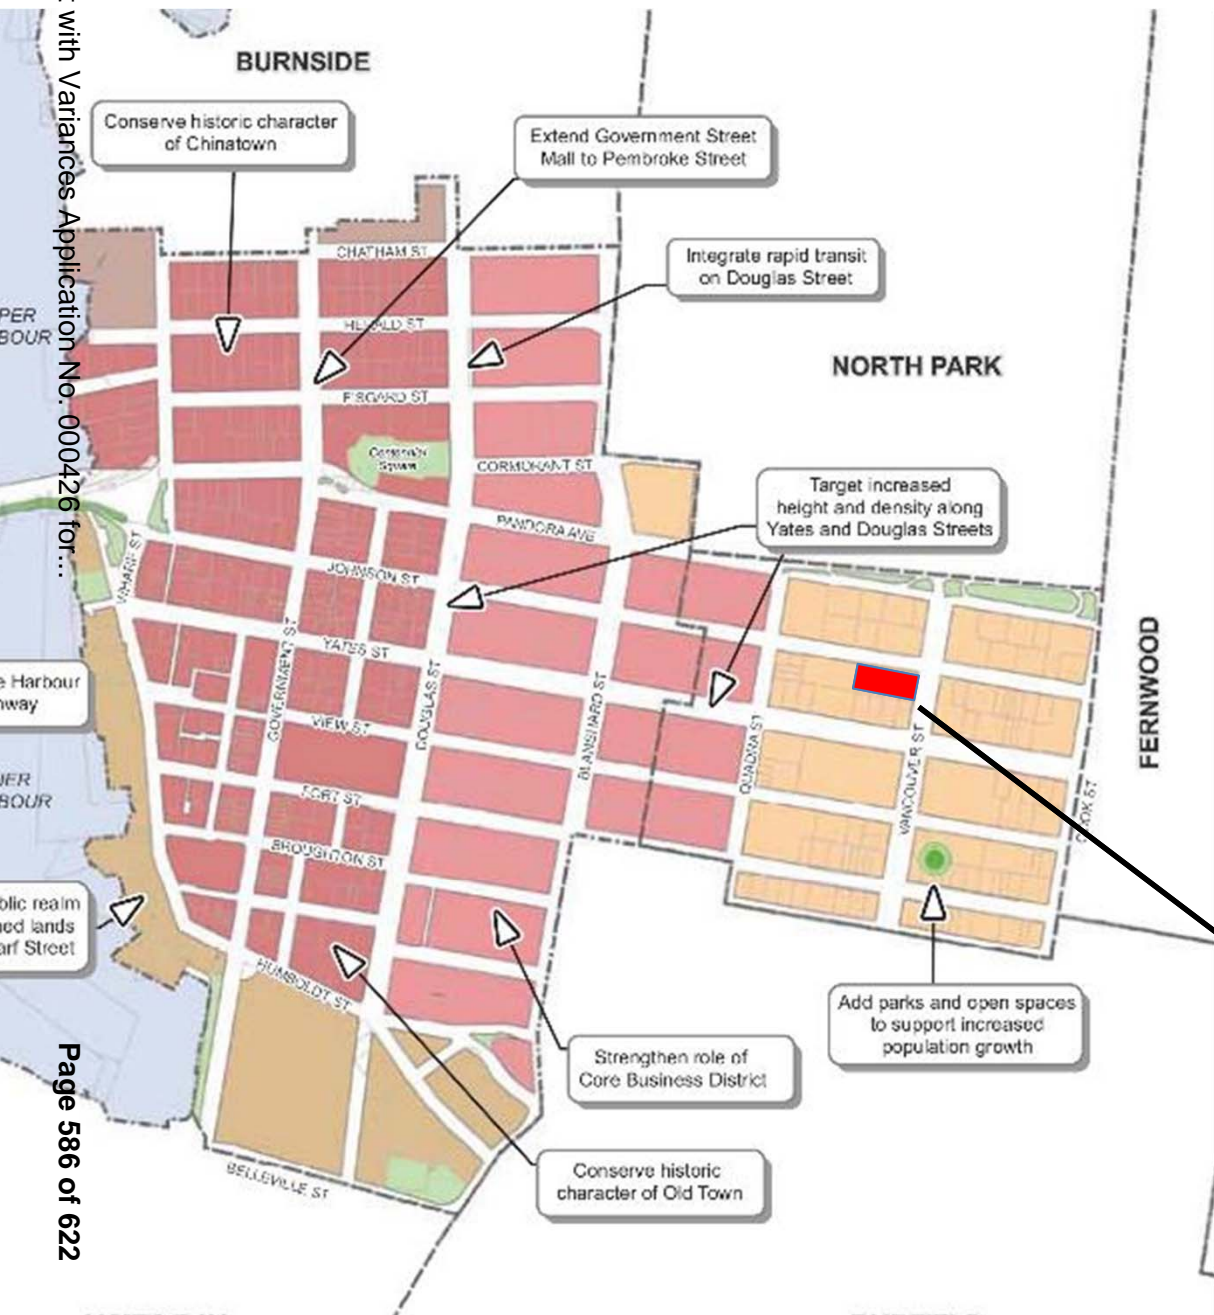 t with Variances Application No. 000426 for...
Page 586 of 622
BURNSIDE
Conserve historic character
of Chinatown
Extend Government Street
Mall to Pembroke Street
Integrate rapid transit
on Douglas Street
CHATHAM ST
HERALD ST
FISGARD ST
Centennial
Square
CORMORANT ST
PANDORA AVE
NORTH PARK
Target increased
height and density along
Yates and Douglas Streets
JOHNSON ST
WHARF ST
YATES ST
GOVERNMENT ST
DOUGLAS ST
VIEW ST
BLANSHARD ST
QUADRA ST
VANCOUVER ST
COOK ST
FERNWOOD
e Harbour
way
PER
BOUR
BOUR
FORT ST
BROUGHTON ST
blic realm
ned lands
arf Street
HUMBOLDT ST
Add parks and open spaces
to support increased
population growth
Strengthen role of
Core Business District
Conserve historic
character of Old Town
BELLEVILLE ST